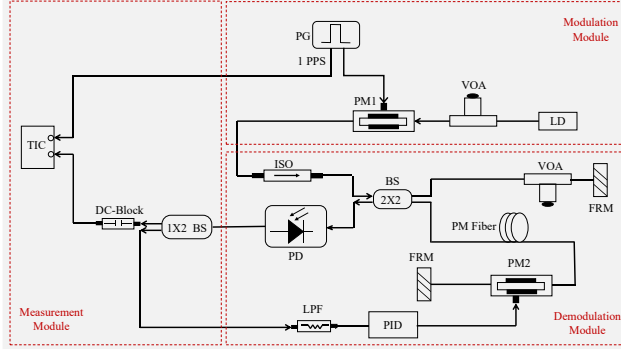 Modulation
Module
PG
1 PPS
PM1
VOA
LD
TIC
ISO
BS
2X2
VOA
FRM
DC-Block
1X2 BS
PD
PM Fiber
FRM
PM2
LPF
PID
Measurement
Module
Demodulation
Module